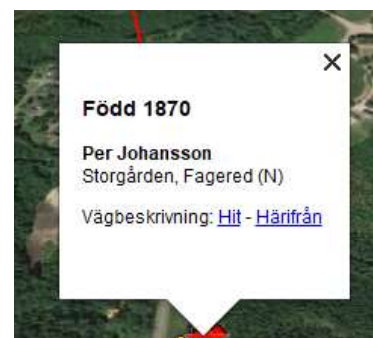 Född 1870
Per Johansson
Storgården, Fagered (N)
Vägbeskrivning: Hit - Härifrån